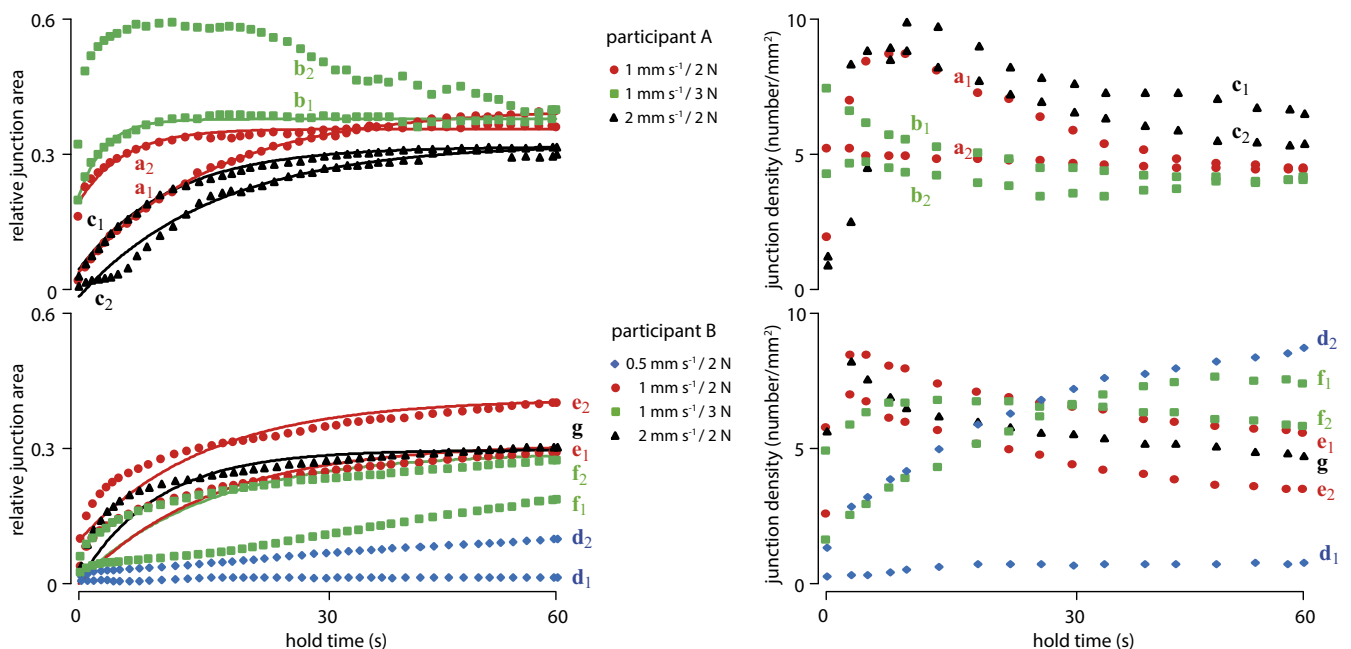 0.6
0.3
0
relative junction area
b₂
b₁
a₂
a₁
c₁
c₂
participant A
1 mm s⁻¹/ 2 N
1 mm s⁻¹/ 3 N
2 mm s⁻¹/ 2N
10
5
0
junction density (number/mm²)
a₁
c₁
b₁
a₂
c₂
b₂
0.6
0.3
0
relative junction area
e₂
g
e₁
f₂
f₁
d₂
d₁
0
30
60
hold time (s)
participant B
0.5 mm s⁻¹/ 2 N
1 mm s⁻¹/ 2 N
1 mm s⁻¹/ 3 N
2 mm s⁻¹/ 2 N
10
5
0
junction density (number/mm²)
d₂
f₁
f₂
e₁
g
e₂
d₁
0
30
60
hold time (s)